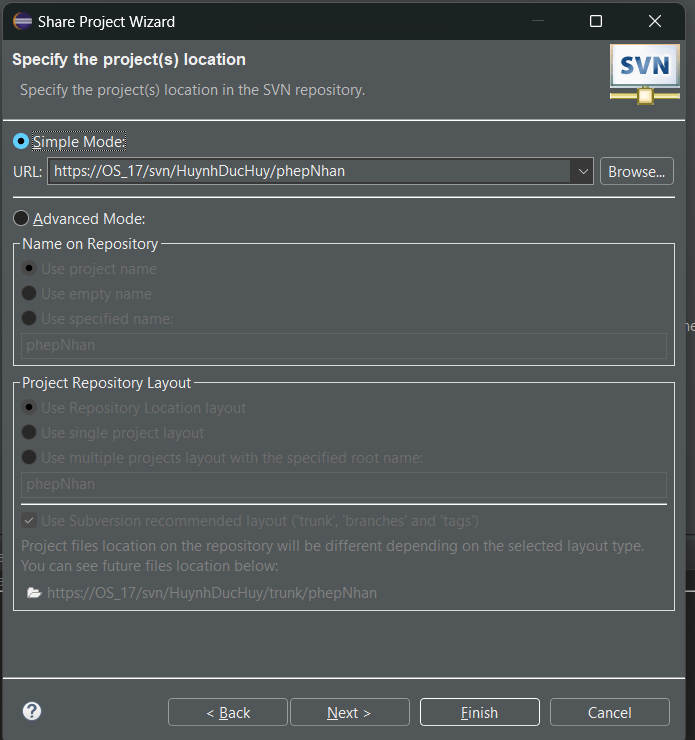 Share Project Wizard
Specify the project(s) location
Specify the project(s) location in the SVN repository.
SVN
Simple Mode:
URL: https://OS_17/svn/HuynhDucHuy/phepNhan Browse...
Advanced Mode:
Name on Repository
Use project name
Use empty name
Use specified name:
phepNhan
Project Repository Layout
Use Repository Location layout
Use single project layout
Use multiple projects layout with the specified root name:
phepNhan
Use Subversion recommended layout ('trunk', 'branches' and 'tags')
Project files location on the repository will be different depending on the selected layout type.
You can see future files location below:
https://OS_17/svn/HuynhDucHuy/trunk/phepNhan
? < Back Next > Finish Cancel